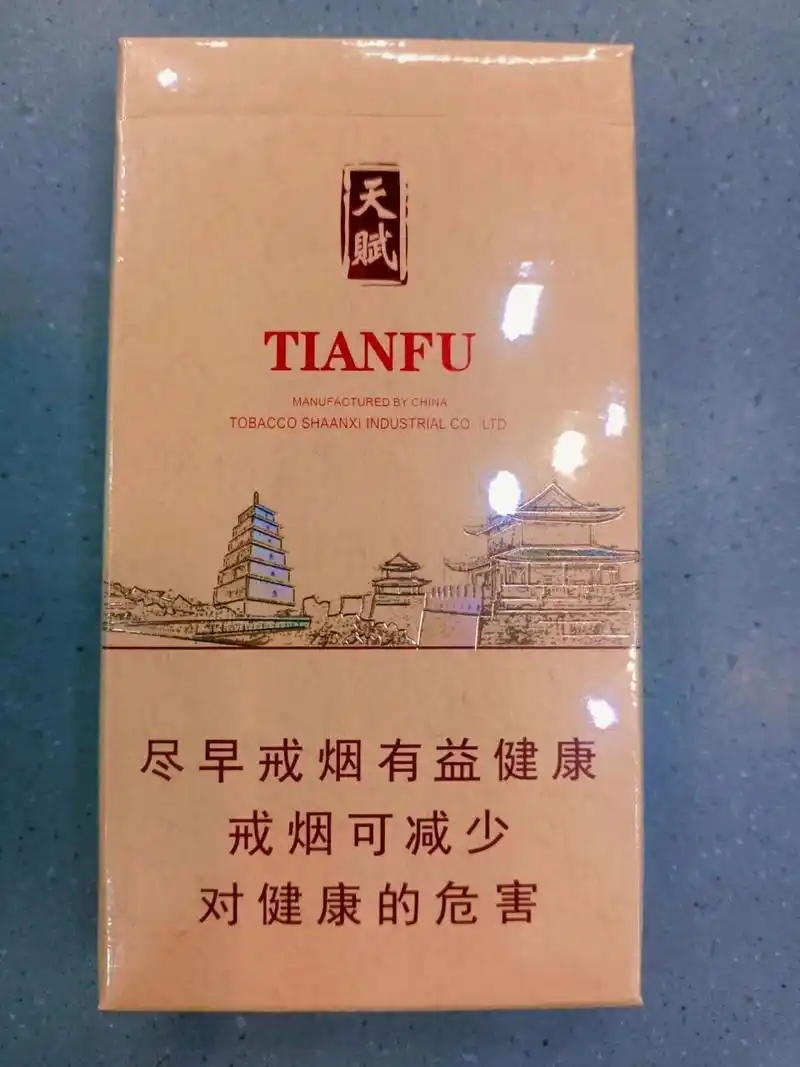 天
賦
TIANFU
MANUFACTURED BY CHINA
TOBACCO SHAANXI INDUSTRIAL CO. LTD
尽早戒烟有益健康
戒烟可减少
对健康的危害